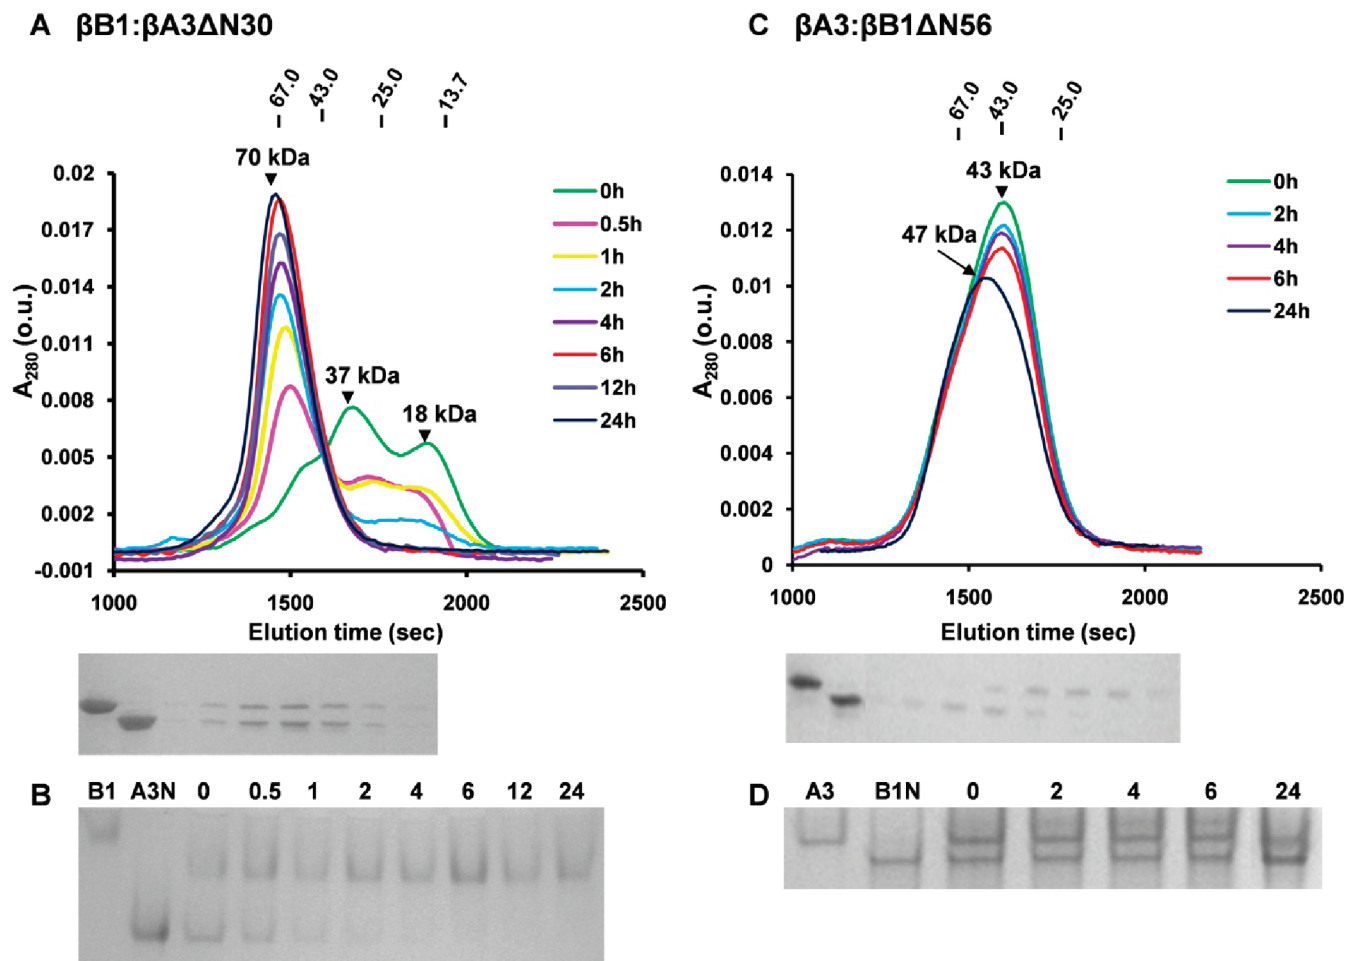 A βB1:βA3ΔN30
67.0
43.0
25.0
13.7
70 kDa
37 kDa
18 kDa
0.02
0.017
0.014
0.011
0.008
0.005
0.002
-0.001
A280 (o.u.)
1000 1500 2000 2500
Elution time (sec)
0h
0.5h
1h
2h
4h
6h
12h
24h
C βA3:βB1ΔN56
67.0
43.0
25.0
43 kDa
47 kDa
0.014
0.012
0.01
0.008
0.006
0.004
0.002
0
A280 (o.u.)
1000 1500 2000 2500
Elution time (sec)
0h
2h
4h
6h
24h
B B1 A3N 0 0.5 1 2 4 6 12 24
D A3 B1N 0 2 4 6 24